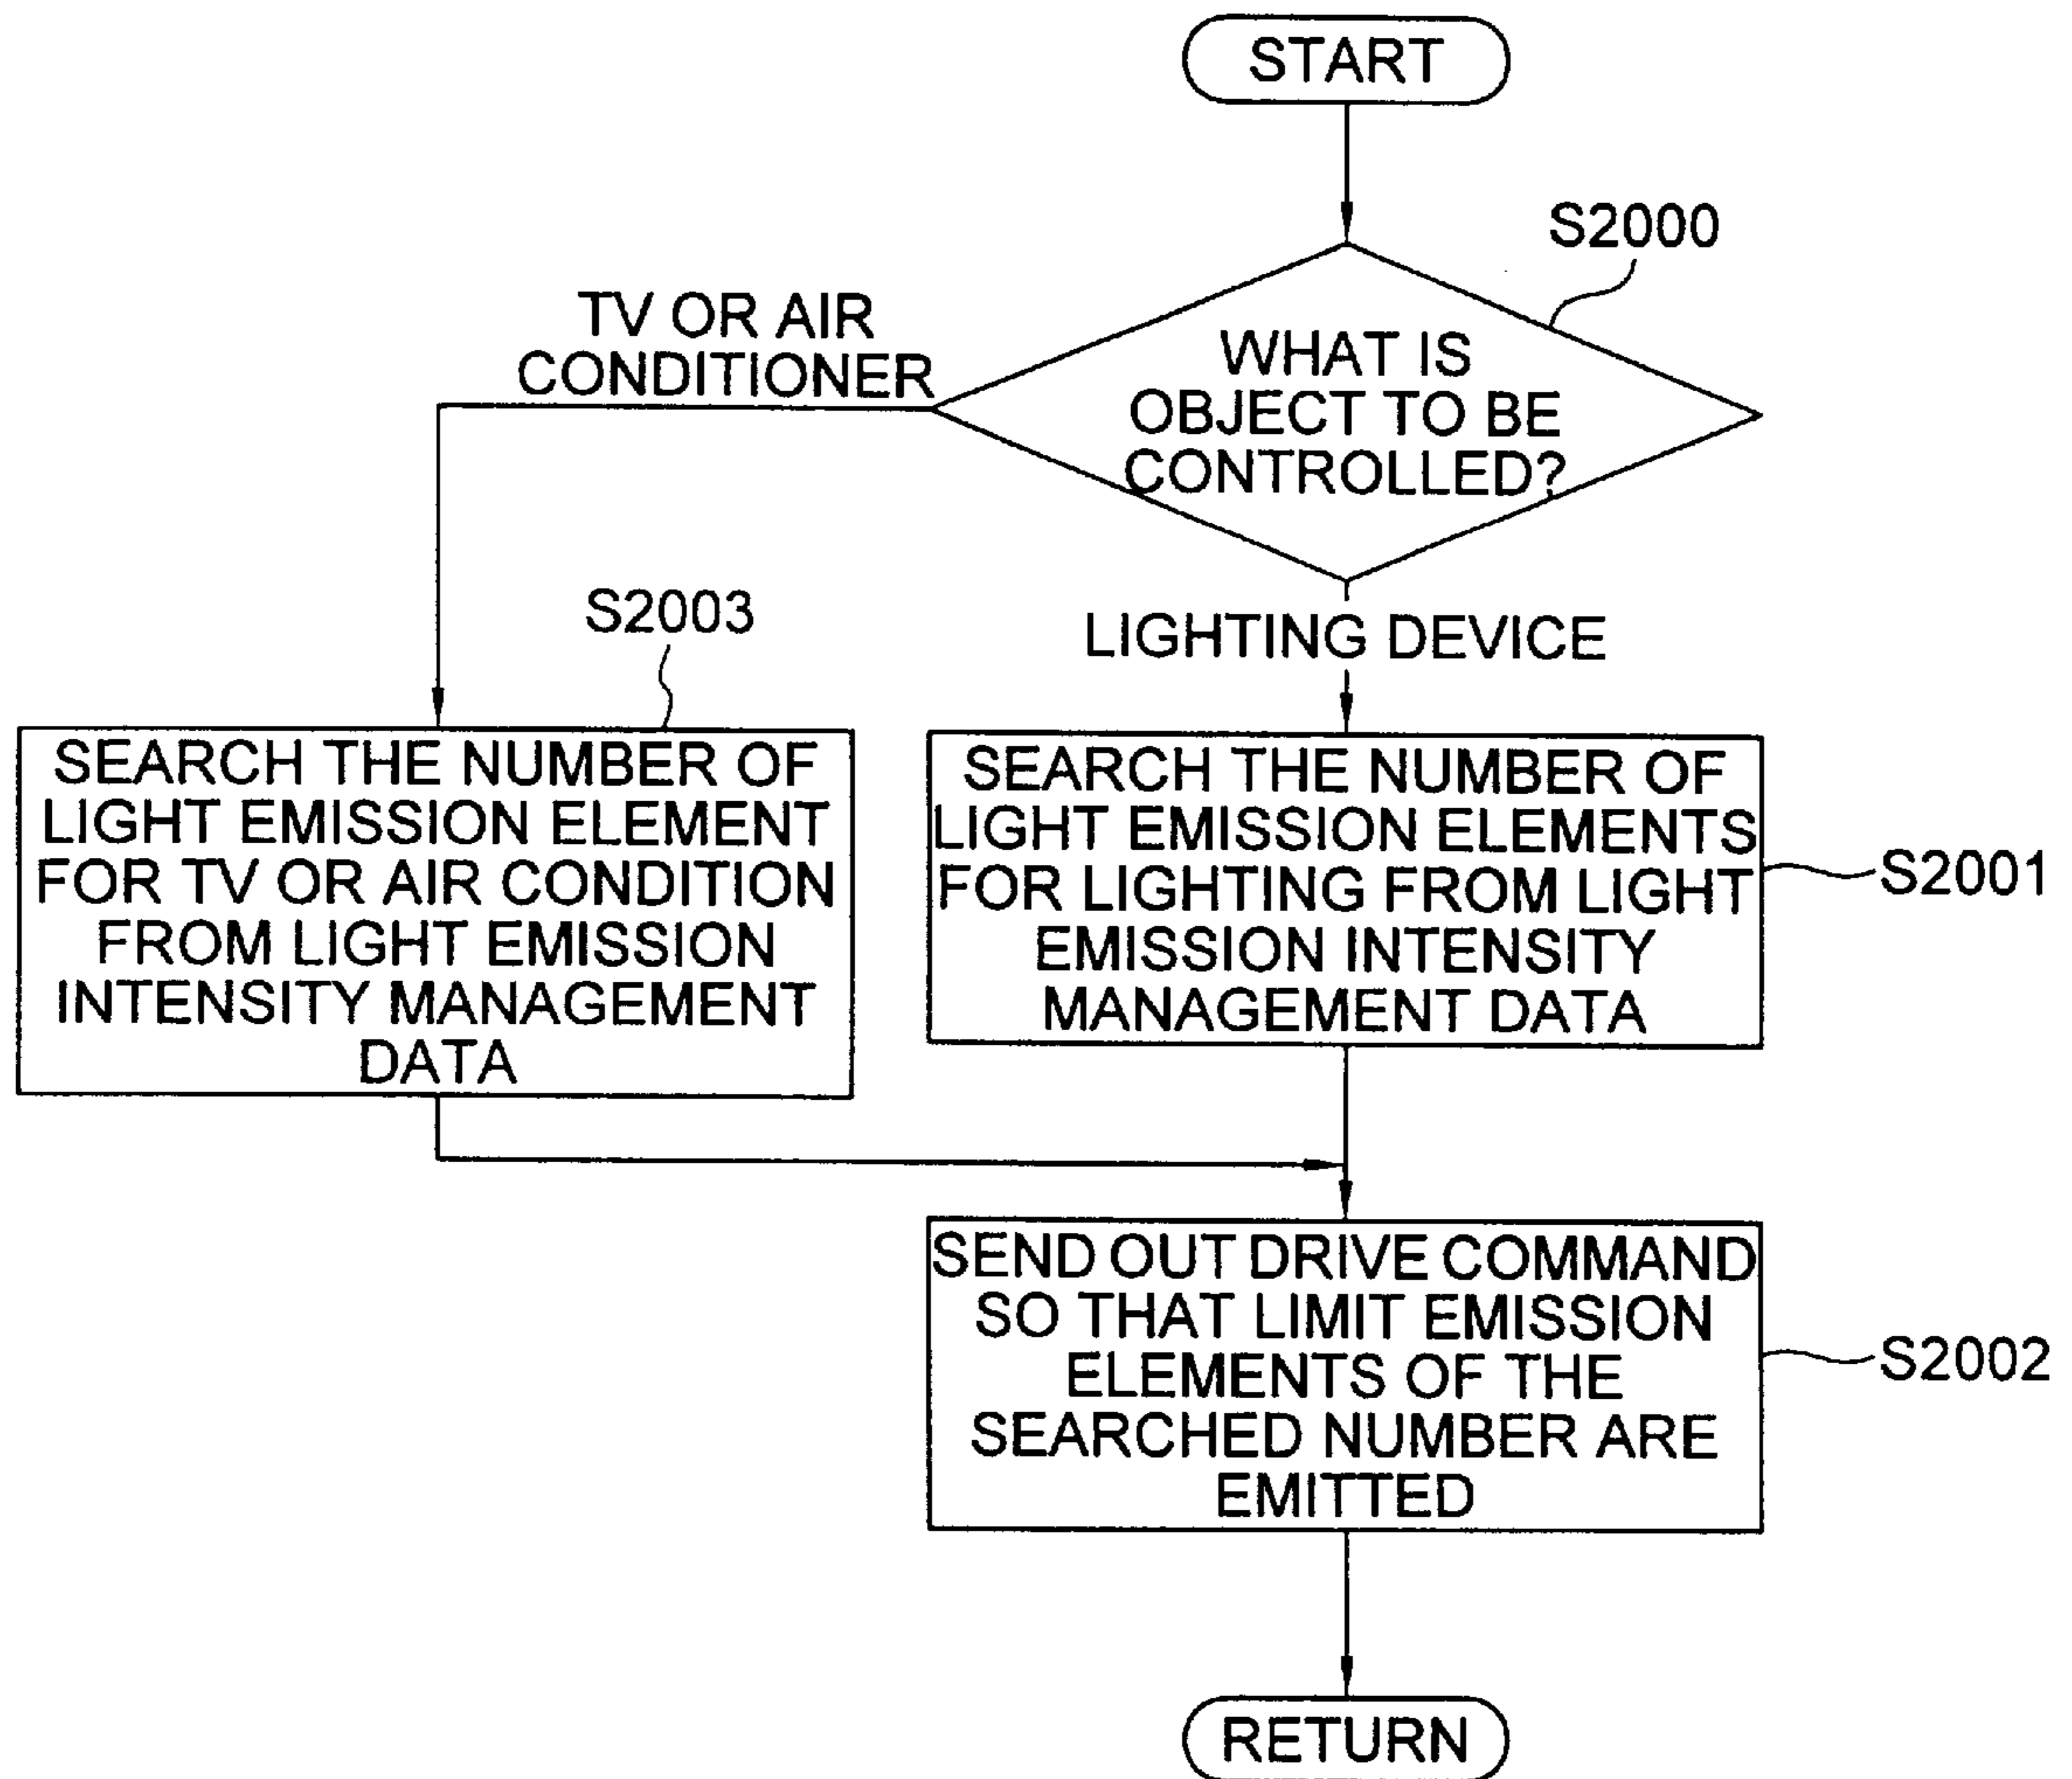 START
S2000
TV OR AIR
CONDITIONER
WHAT IS
OBJECT TO BE
CONTROLLED?
S2003
LIGHTING DEVICE
SEARCH THE NUMBER OF
LIGHT EMISSION ELEMENT
FOR TV OR AIR CONDITION
FROM LIGHT EMISSION
INTENSITY MANAGEMENT
DATA
SEARCH THE NUMBER OF
LIGHT EMISSION ELEMENTS
FOR LIGHTING FROM LIGHT
EMISSION INTENSITY
MANAGEMENT DATA
S2001
SEND OUT DRIVE COMMAND
SO THAT LIMIT EMISSION
ELEMENTS OF THE
SEARCHED NUMBER ARE
EMITTED
S2002
RETURN